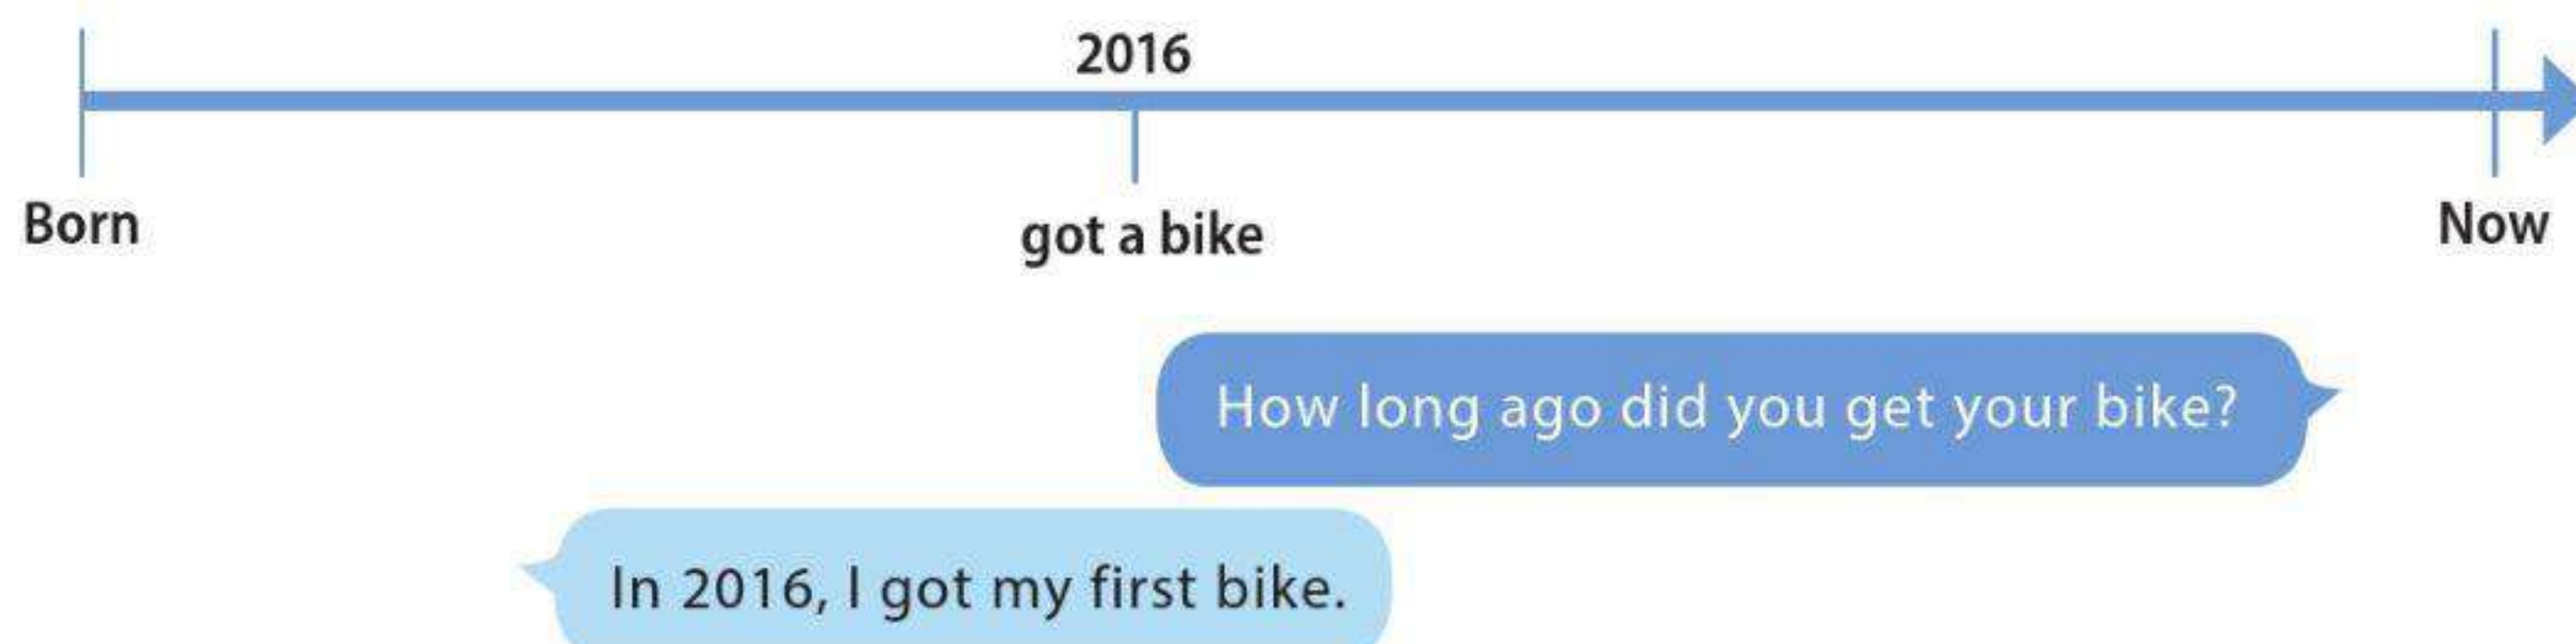 2016
Born
got a bike
Now
How long ago did you get your bike?
In 2016, I got my first bike.